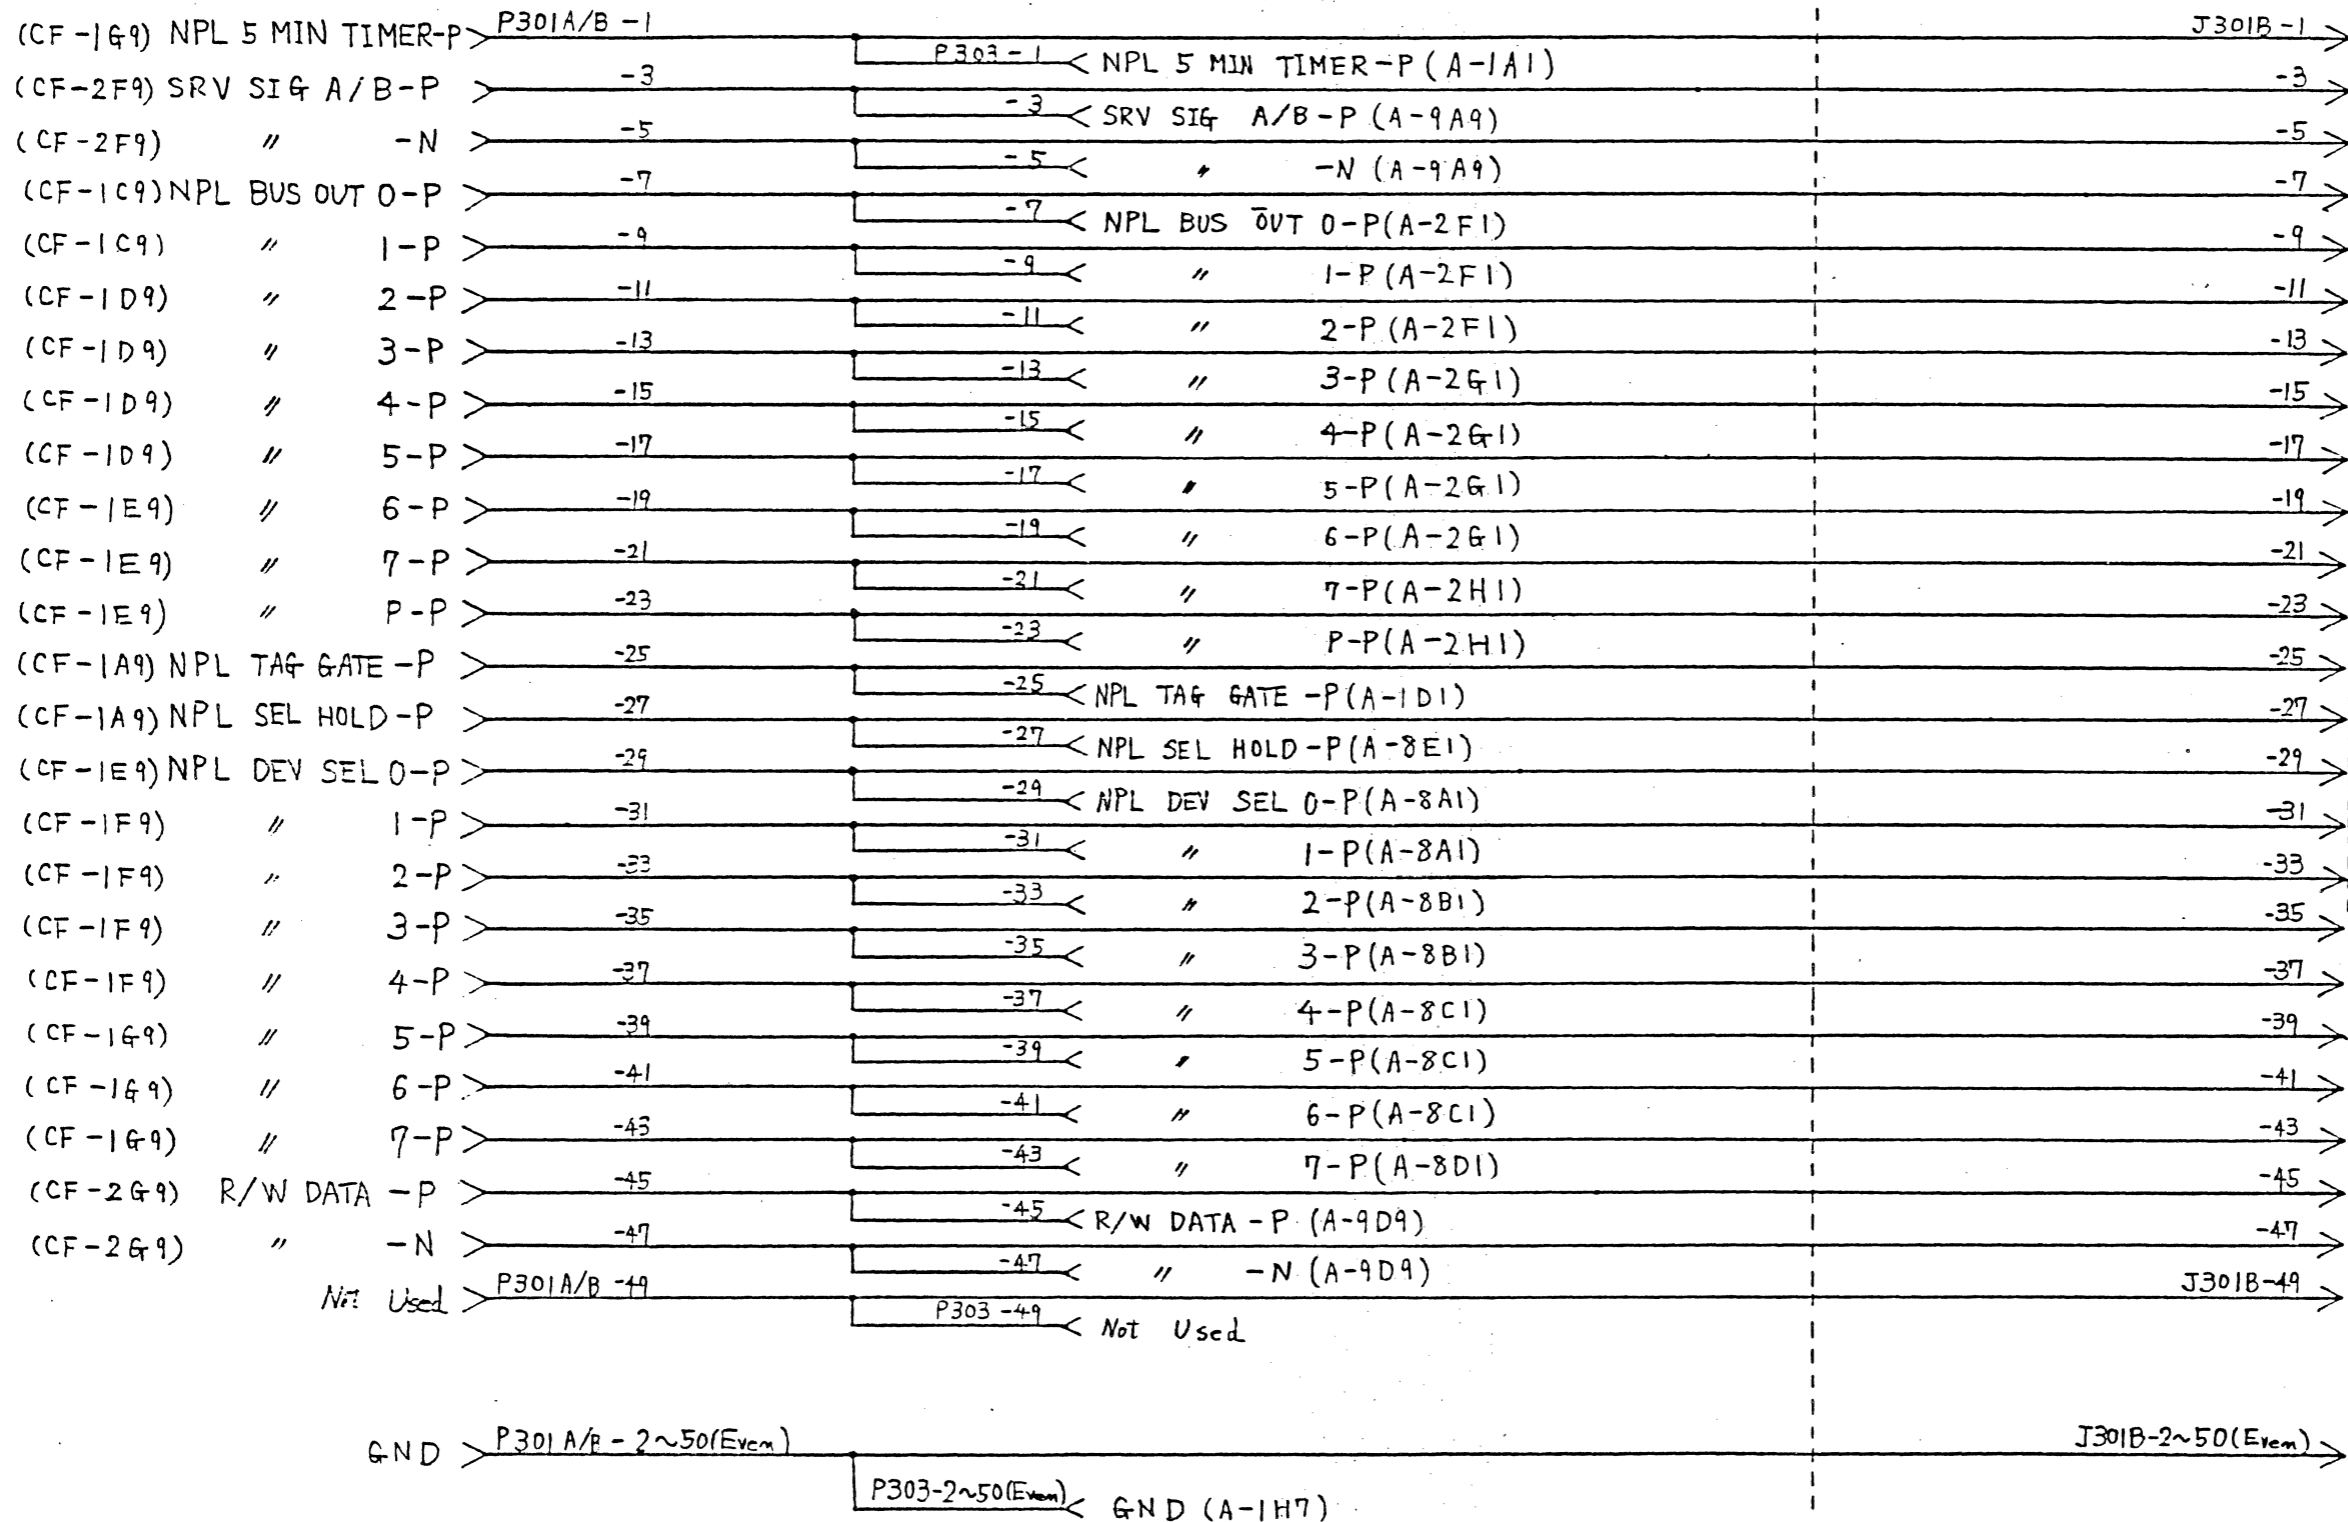 (CF-1G9) NPL 5 MIN TIMER-P P301A/B-1 J301B-1
P303-1 NPL 5 MIN TIMER-P (A-1A1)
(CF-2F9) SRV SIG A/B-P -3 -3
-3 SRV SIG A/B-P (A-9A9)
(CF-2F9) 〃 -N -5 -5
-5 〃 -N (A-9A9)
(CF-1C9) NPL BUS OUT 0-P -7 -7
-7 NPL BUS OUT 0-P (A-2F1)
(CF-1C9) 〃 1-P -9 -9
-9 〃 1-P (A-2F1)
(CF-1D9) 〃 2-P -11 -11
-11 〃 2-P (A-2F1)
(CF-1D9) 〃 3-P -13 -13
-13 〃 3-P (A-2G1)
(CF-1D9) 〃 4-P -15 -15
-15 〃 4-P (A-2G1)
(CF-1D9) 〃 5-P -17 -17
-17 〃 5-P (A-2G1)
(CF-1E9) 〃 6-P -19 -19
-19 〃 6-P (A-2G1)
(CF-1E9) 〃 7-P -21 -21
-21 〃 7-P (A-2H1)
(CF-1E9) 〃 P-P -23 -23
-23 〃 P-P (A-2H1)
(CF-1A9) NPL TAG GATE -P -25 -25
-25 NPL TAG GATE -P (A-1D1)
(CF-1A9) NPL SEL HOLD-P -27 -27
-27 NPL SEL HOLD-P (A-8E1)
(CF-1E9) NPL DEV SEL 0-P -29 -29
-29 NPL DEV SEL 0-P (A-8A1)
(CF-1F9) 〃 1-P -31 -31
-31 〃 1-P (A-8A1)
(CF-1F9) 〃 2-P -33 -33
-33 〃 2-P (A-8B1)
(CF-1F9) 〃 3-P -35 -35
-35 〃 3-P (A-8B1)
(CF-1F9) 〃 4-P -37 -37
-37 〃 4-P (A-8C1)
(CF-1G9) 〃 5-P -39 -39
-39 〃 5-P (A-8C1)
(CF-1G9) 〃 6-P -41 -41
-41 〃 6-P (A-8C1)
(CF-1G9) 〃 7-P -43 -43
-43 〃 7-P (A-8D1)
(CF-2G9) R/W DATA -P -45 -45
-45 R/W DATA -P (A-9D9)
(CF-2G9) 〃 -N -47 -47
-47 〃 -N (A-9D9)
Not Used P301A/B-49 J301B-49
P303-49 Not Used
GND P301A/B-2~50(Even) J301B-2~50(Even)
P303-2~50(Even) GND (A-1H7)